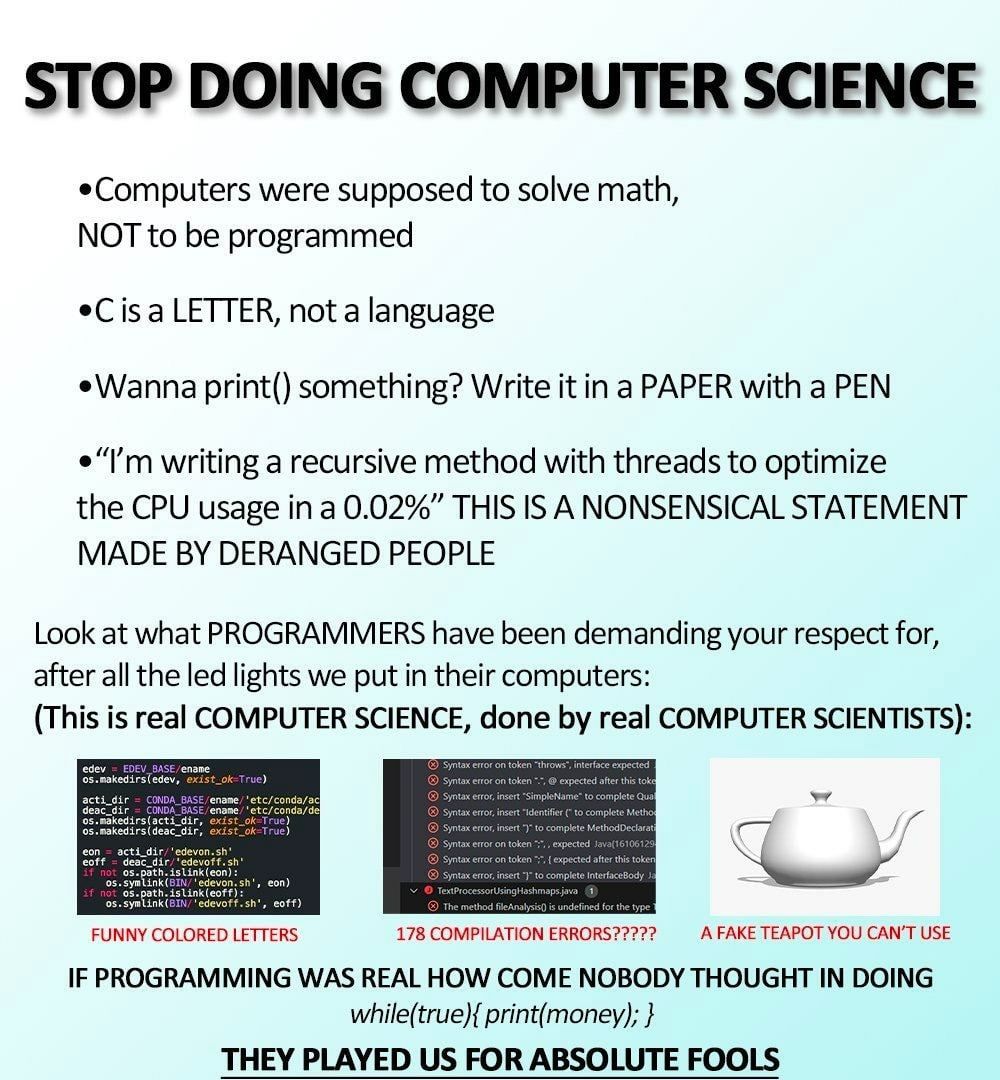 STOP DOING COMPUTER SCIENCE
•Computers were supposed to solve math,
NOT to be programmed
•C is a LETTER, not a language
•Wanna print() something? Write it in a PAPER with a PEN
•“I’m writing a recursive method with threads to optimize
the CPU usage in a 0.02%” THIS IS A NONSENSICAL STATEMENT
MADE BY DERANGED PEOPLE
Look at what PROGRAMMERS have been demanding your respect for,
after all the led lights we put in their computers:
(This is real COMPUTER SCIENCE, done by real COMPUTER SCIENTISTS):
edev = EDEV_BASE/ename
os.makedirs(edev, exist_ok=True)
acti_dir = CONDA_BASE/ename/'etc/conda/ac
deac_dir = CONDA_BASE/ename/'etc/conda/de
os.makedirs(acti_dir, exist_ok=True)
os.makedirs(deac_dir, exist_ok=True)
eon = acti_dir/'edevon.sh'
eoff = deac_dir/'edevoff.sh'
if not os.path.islink(eon):
os.symlink(BIN/'edevon.sh', eon)
if not os.path.islink(eoff):
os.symlink(BIN/'edevoff.sh', eoff)
Syntax error on token "throws", interface expected
Syntax error on token ".", @ expected after this toke
Syntax error, insert "SimpleName" to complete Qual
Syntax error, insert "Identifier (" to complete Metho
Syntax error, insert ")" to complete MethodDeclarati
Syntax error on token ";", , expected Java(16106129
Syntax error on token ";", { expected after this token
Syntax error, insert "}" to complete InterfaceBody Ja
TextProcessorUsingHashmaps.java 1
The method fileAnalysis() is undefined for the type T
FUNNY COLORED LETTERS
178 COMPILATION ERRORS?????
A FAKE TEAPOT YOU CAN’T USE
IF PROGRAMMING WAS REAL HOW COME NOBODY THOUGHT IN DOING
while(true){ print(money); }
THEY PLAYED US FOR ABSOLUTE FOOLS